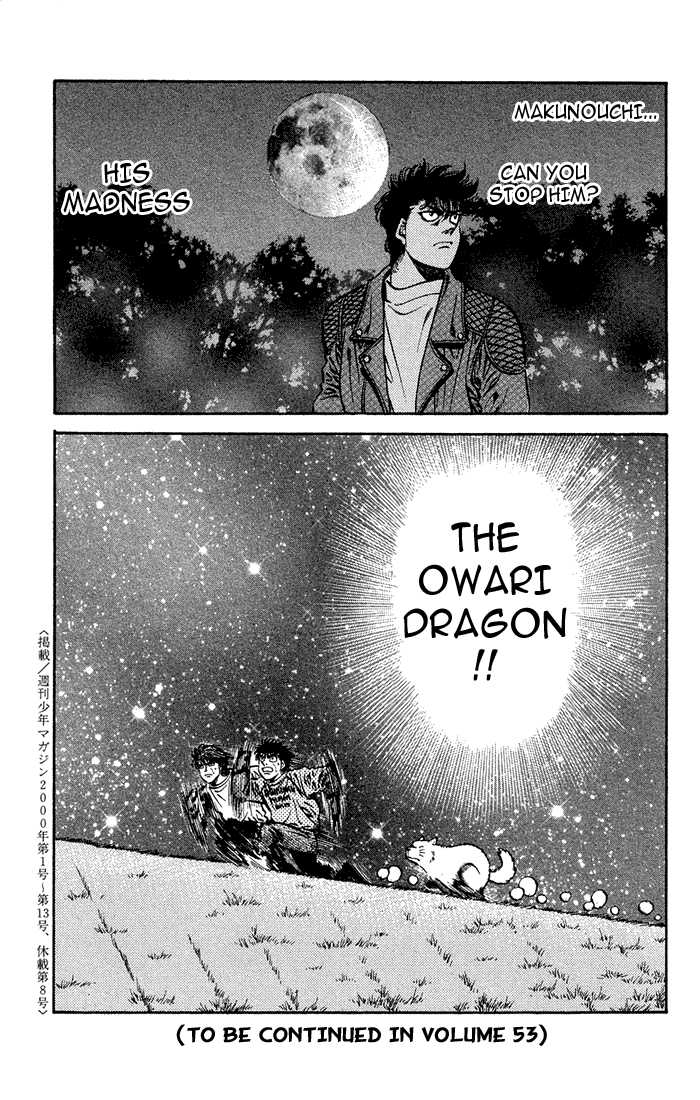 MAKUNOUCHI...
CAN YOU
STOP HIM?
HIS
MADNESS
THE
OWARI
DRAGON
!!
〈掲載／週刊少年マガジン2000年第1号〜第13号、休載第8号〉
(TO BE CONTINUED IN VOLUME 53)